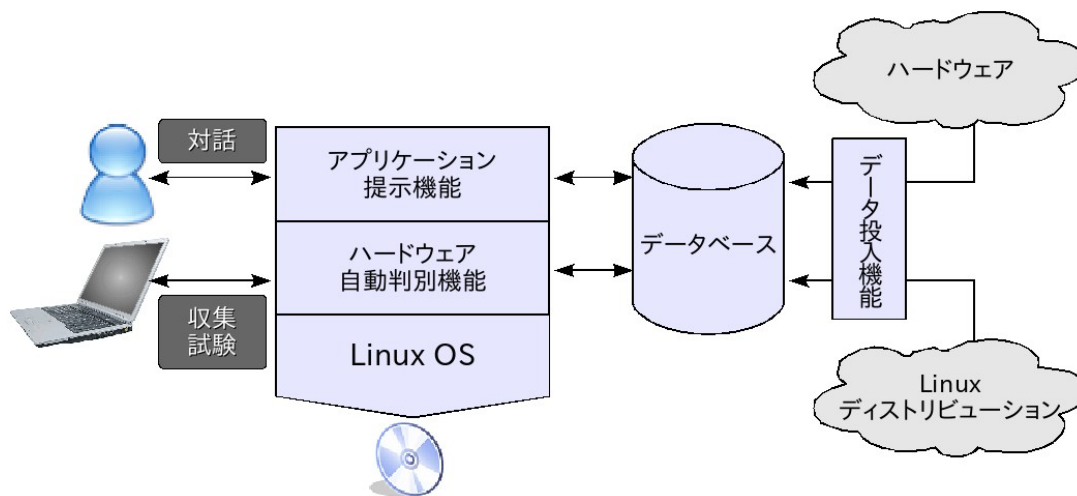 ハードウェア
対話
アプリケーション
提示機能
データベース
データ投入機能
ハードウェア
自動判別機能
収集
試験
Linux OS
Linux
ディストリビューション